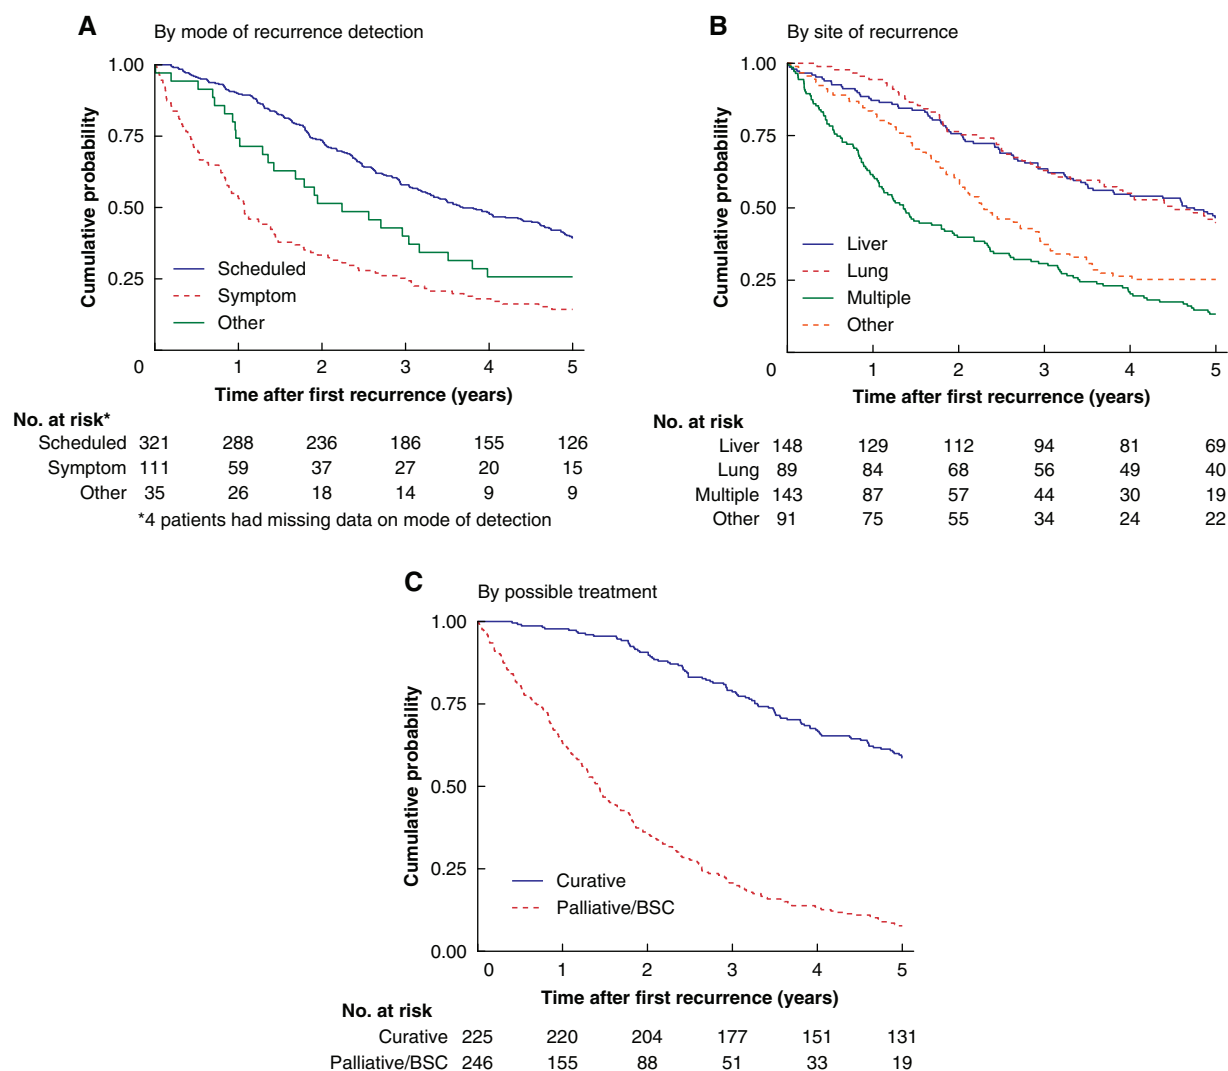 A
By mode of recurrence detection
1.00
0.75
0.50
0.25
0
1
2
3
4
5
Cumulative probability
Scheduled
Symptom
Other
Time after first recurrence (years)
No. at risk*
Scheduled 321 288 236 186 155 126
Symptom 111 59 37 27 20 15
Other 35 26 18 14 9 9
*4 patients had missing data on mode of detection
B
By site of recurrence
1.00
0.75
0.50
0.25
0
1
2
3
4
5
Cumulative probability
Liver
Lung
Multiple
Other
Time after first recurrence (years)
No. at risk
Liver 148 129 112 94 81 69
Lung 89 84 68 56 49 40
Multiple 143 87 57 44 30 19
Other 91 75 55 34 24 22
C
By possible treatment
1.00
0.75
0.50
0.25
0.00
0
1
2
3
4
5
Cumulative probability
Curative
Palliative/BSC
Time after first recurrence (years)
No. at risk
Curative 225 220 204 177 151 131
Palliative/BSC 246 155 88 51 33 19